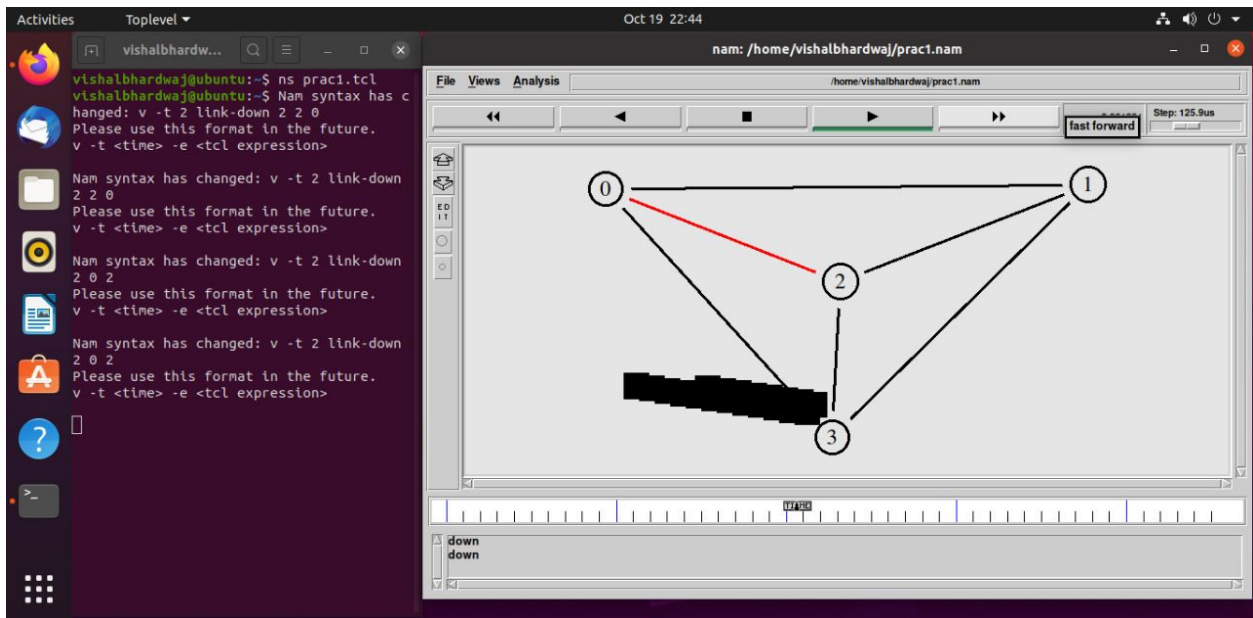 Activities
Toplevel
Oct 19 22:44
vishalbhardw...
vishalbhardwaj@ubuntu:~$ ns prac1.tcl
vishalbhardwaj@ubuntu:~$ Nam syntax has c
hanged: v -t 2 link-down 2 2 0
Please use this format in the future.
v -t <time> -e <tcl expression>
Nam syntax has changed: v -t 2 link-down
2 2 0
Please use this format in the future.
v -t <time> -e <tcl expression>
Nam syntax has changed: v -t 2 link-down
2 0 2
Please use this format in the future.
v -t <time> -e <tcl expression>
Nam syntax has changed: v -t 2 link-down
2 0 2
Please use this format in the future.
v -t <time> -e <tcl expression>
nam: /home/vishalbhardwaj/prac1.nam
File Views Analysis
/home/vishalbhardwaj/prac1.nam
Step: 125.9us
fast forward
ED
IT
0
1
2
3
down
down